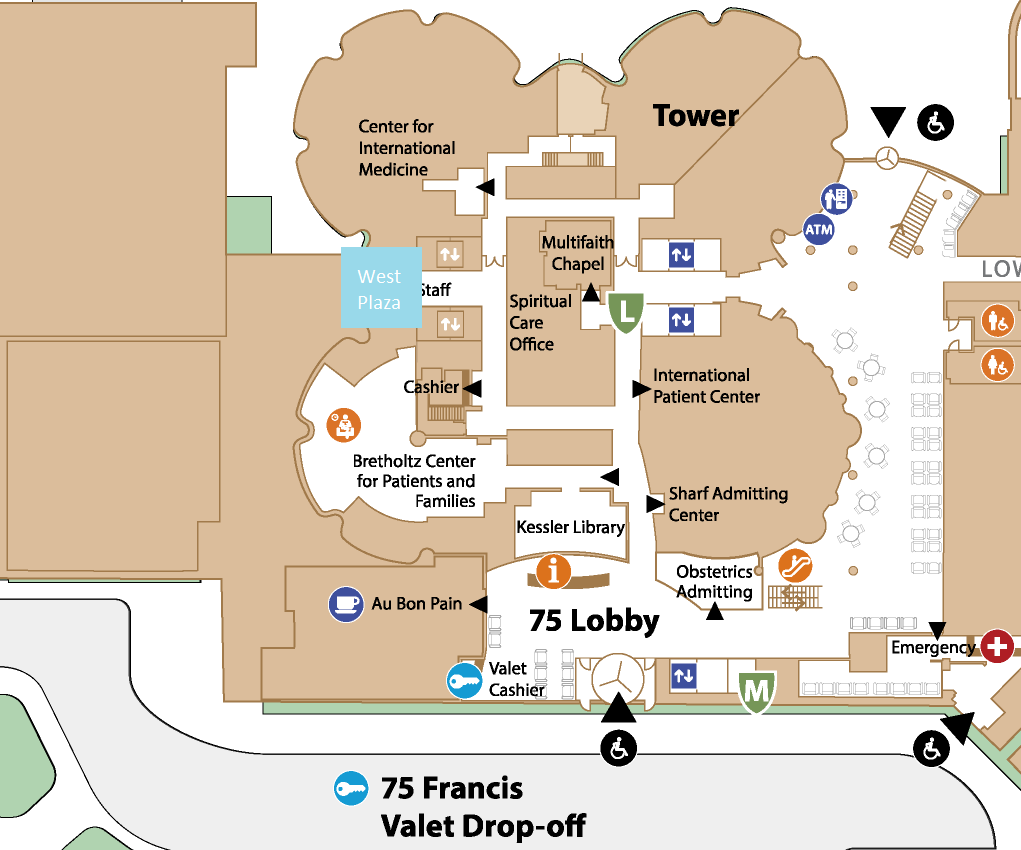 Tower
Center for
International
Medicine
ATM
Multifaith
Chapel
West
Plaza
Staff
LOW
Spiritual
Care
Office
L
Cashier
International
Patient Center
Bretholtz Center
for Patients and
Families
Sharf Admitting
Center
Kessler Library
i
Obstetrics
Admitting
Au Bon Pain
75 Lobby
Emergency
Valet
Cashier
M
75 Francis
Valet Drop-off